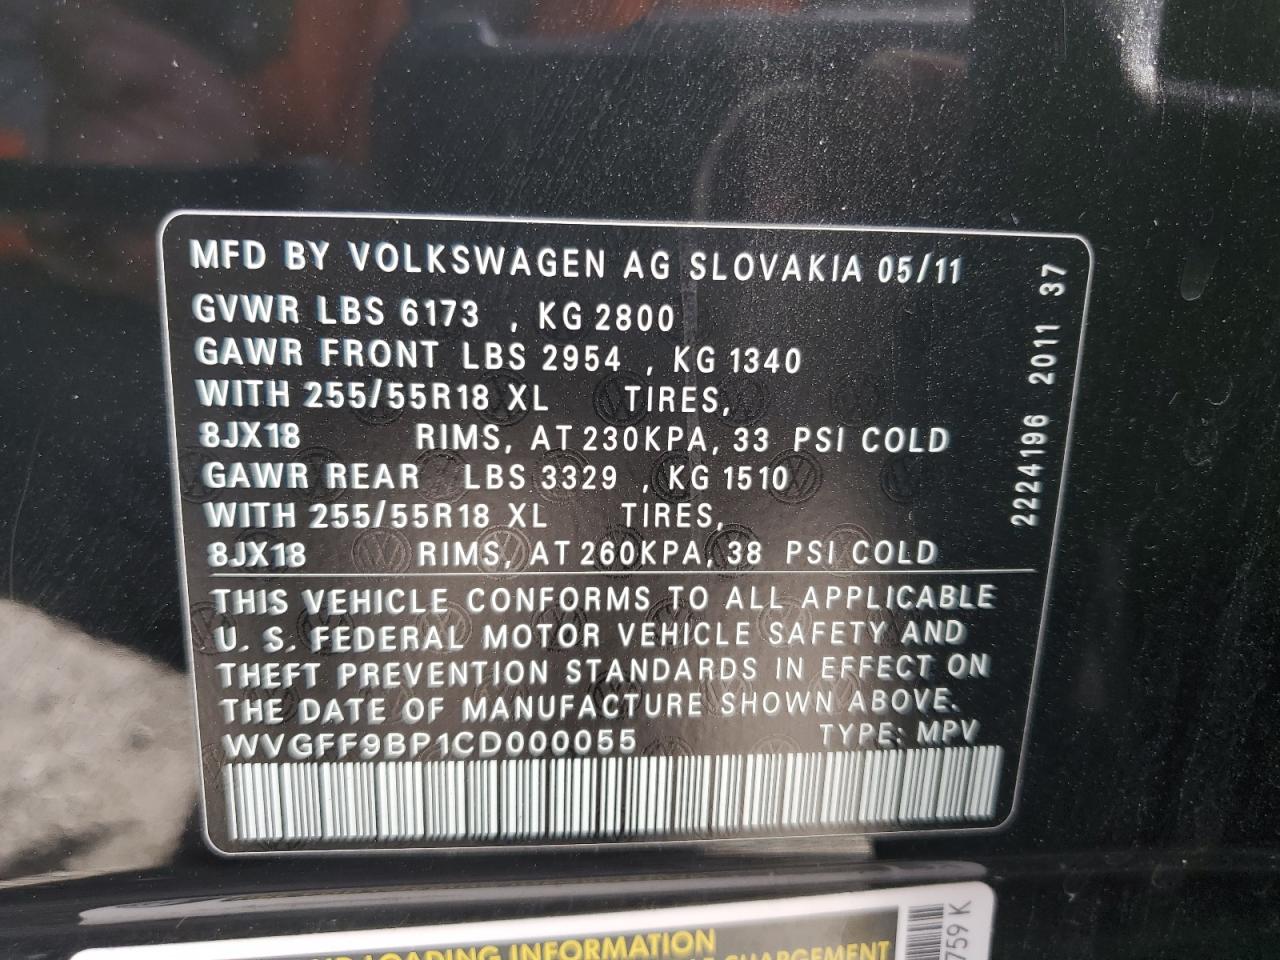 MFD BY VOLKSWAGEN AG SLOVAKIA 05/11
GVWR LBS 6173 , KG 2800
GAWR FRONT LBS 2954 , KG 1340
WITH 255/55R18 XL TIRES,
8JX18 RIMS, AT 230KPA, 33 PSI COLD
GAWR REAR LBS 3329 , KG 1510
WITH 255/55R18 XL TIRES,
8JX18 RIMS, AT 260KPA, 38 PSI COLD
2224196 2011 37
THIS VEHICLE CONFORMS TO ALL APPLICABLE
U. S. FEDERAL MOTOR VEHICLE SAFETY AND
THEFT PREVENTION STANDARDS IN EFFECT ON
THE DATE OF MANUFACTURE SHOWN ABOVE.
WVGFF9BP1CD000055 TYPE: MPV
LOADING INFORMATION
CHARGEMENT
759 K